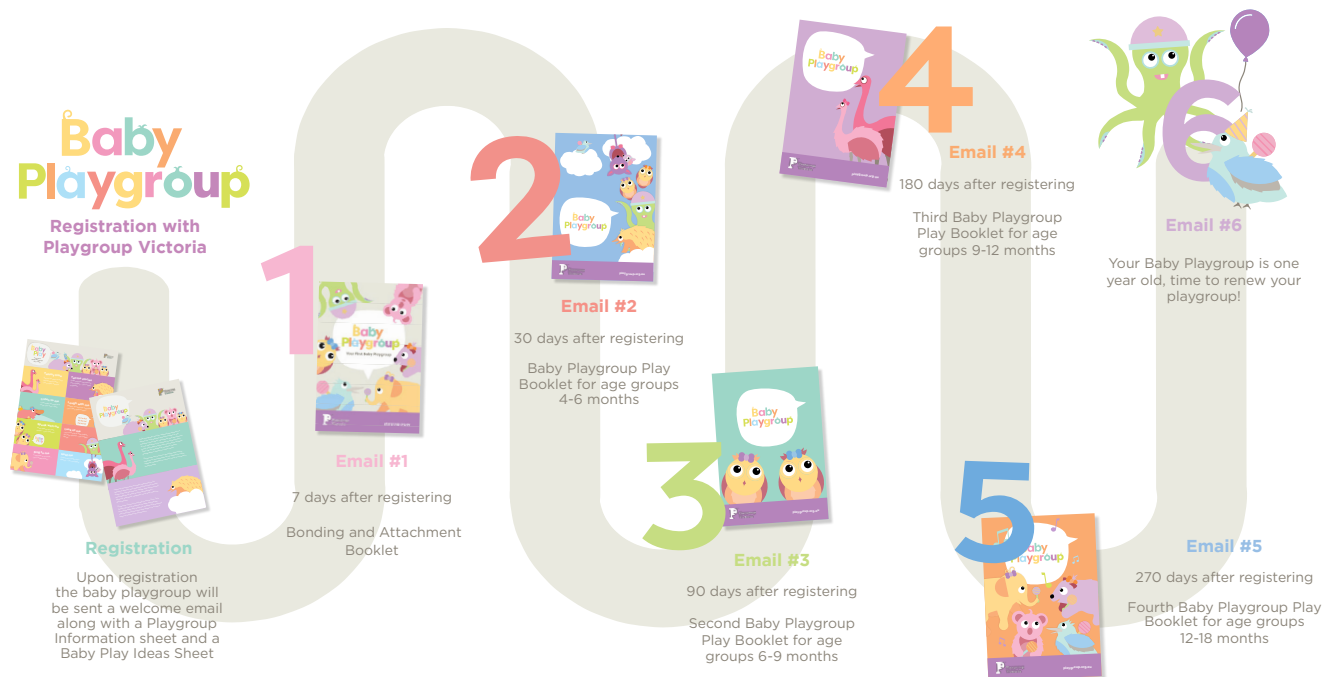 Baby
Playgroup
Registration with
Playgroup Victoria
Registration
Upon registration
the baby playgroup will
be sent a welcome email
along with a Playgroup
Information sheet and a
Baby Play Ideas Sheet
1
Baby
Playgroup
Email #1
7 days after registering
Bonding and Attachment
Booklet
2
Baby
Playgroup
Email #2
30 days after registering
Baby Playgroup Play
Booklet for age groups
4-6 months
3
Baby
Playgroup
Email #3
90 days after registering
Second Baby Playgroup
Play Booklet for age
groups 6-9 months
4
Baby
Playgroup
Email #4
180 days after registering
Third Baby Playgroup
Play Booklet for age
groups 9-12 months
5
Baby
Playgroup
Email #5
270 days after registering
Fourth Baby Playgroup Play
Booklet for age groups
12-18 months
6
Email #6
Your Baby Playgroup is one
year old, time to renew your
playgroup!